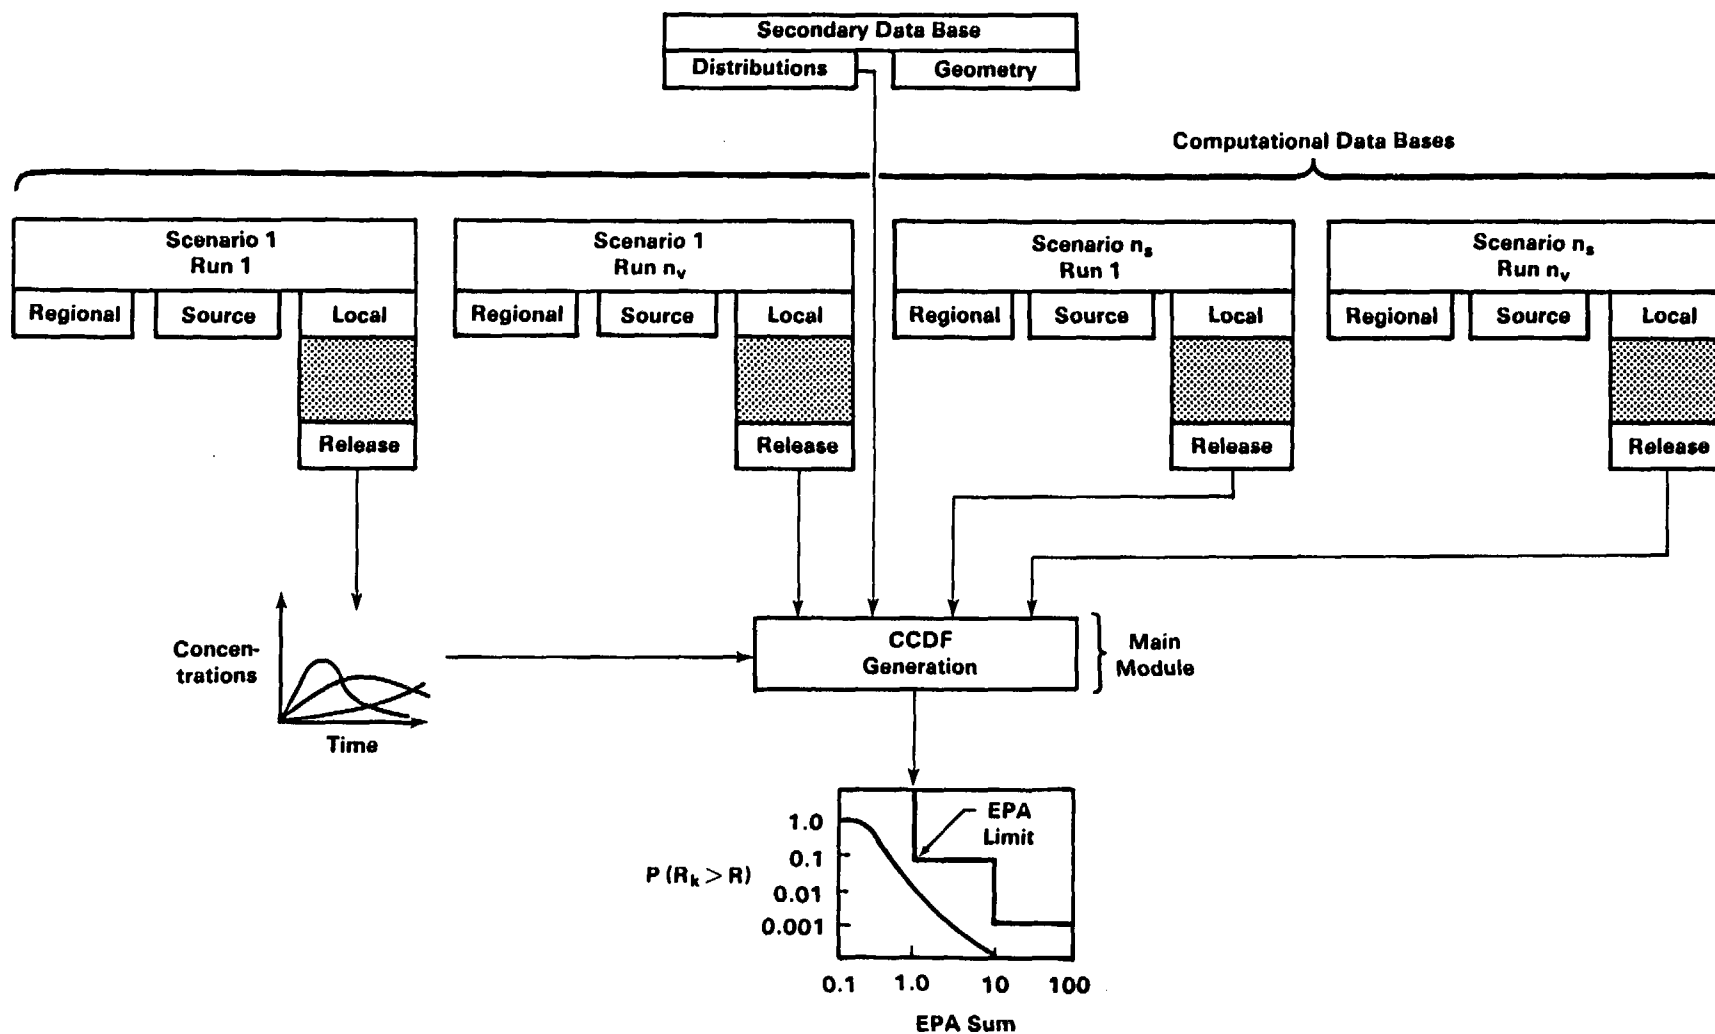 Secondary Data Base
Distributions
Geometry
Computational Data Bases
Scenario 1
Run 1
Regional
Source
Local
Release
Scenario 1
Run nᵥ
Regional
Source
Local
Release
Scenario nₛ
Run 1
Regional
Source
Local
Release
Scenario nₛ
Run nᵥ
Regional
Source
Local
Release
Concen-
trations
Time
CCDF
Generation
Main
Module
EPA
Limit
P (Rₖ > R)
1.0
0.1
0.01
0.001
0.1 1.0 10 100
EPA Sum